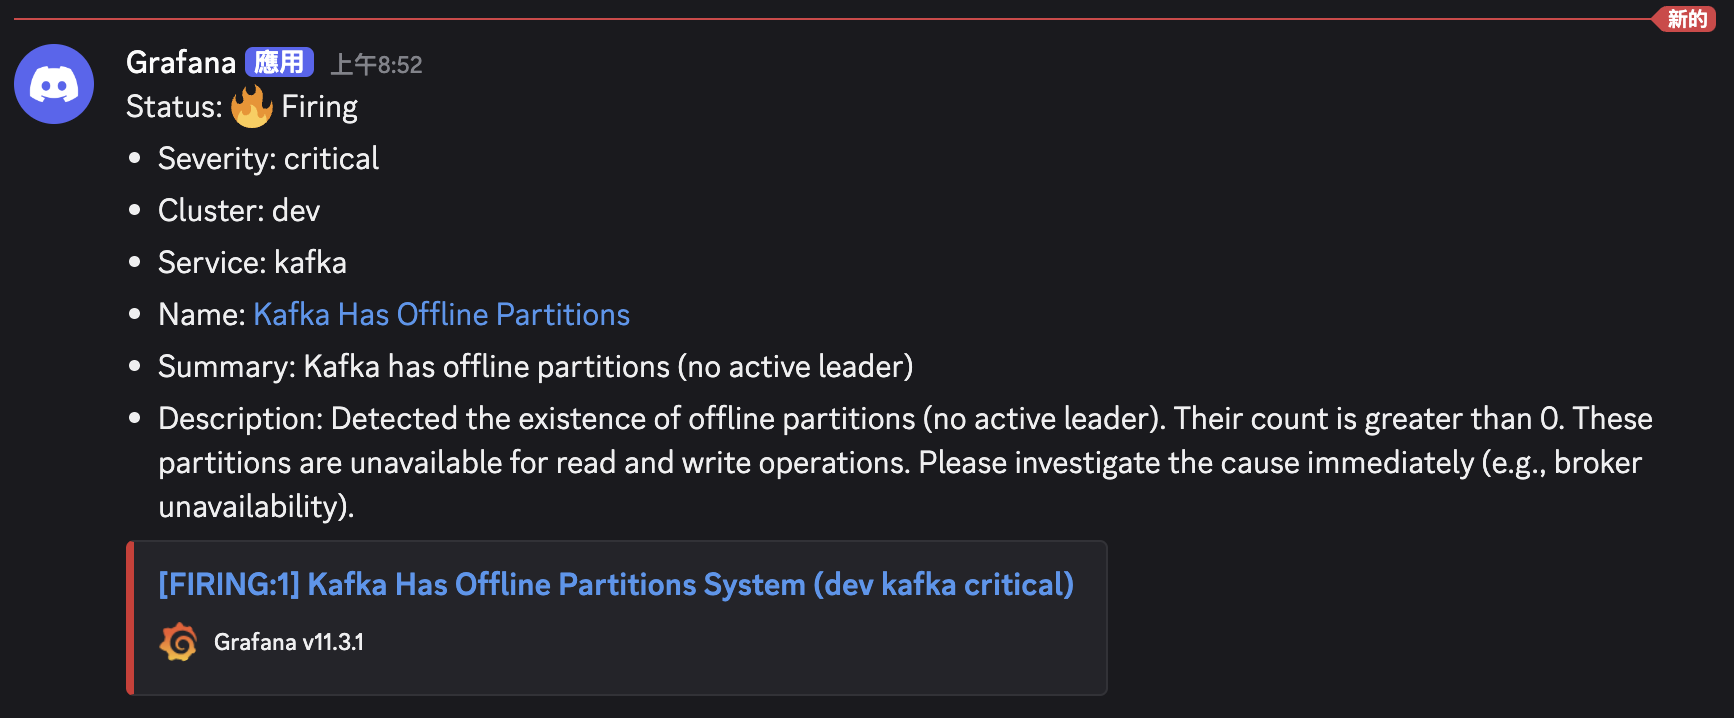 新的
Grafana 應用 上午8:52
Status: 🔥 Firing
• Severity: critical
• Cluster: dev
• Service: kafka
• Name: Kafka Has Offline Partitions
• Summary: Kafka has offline partitions (no active leader)
• Description: Detected the existence of offline partitions (no active leader). Their count is greater than 0. These
partitions are unavailable for read and write operations. Please investigate the cause immediately (e.g., broker
unavailability).
[FIRING:1] Kafka Has Offline Partitions System (dev kafka critical)
Grafana v11.3.1